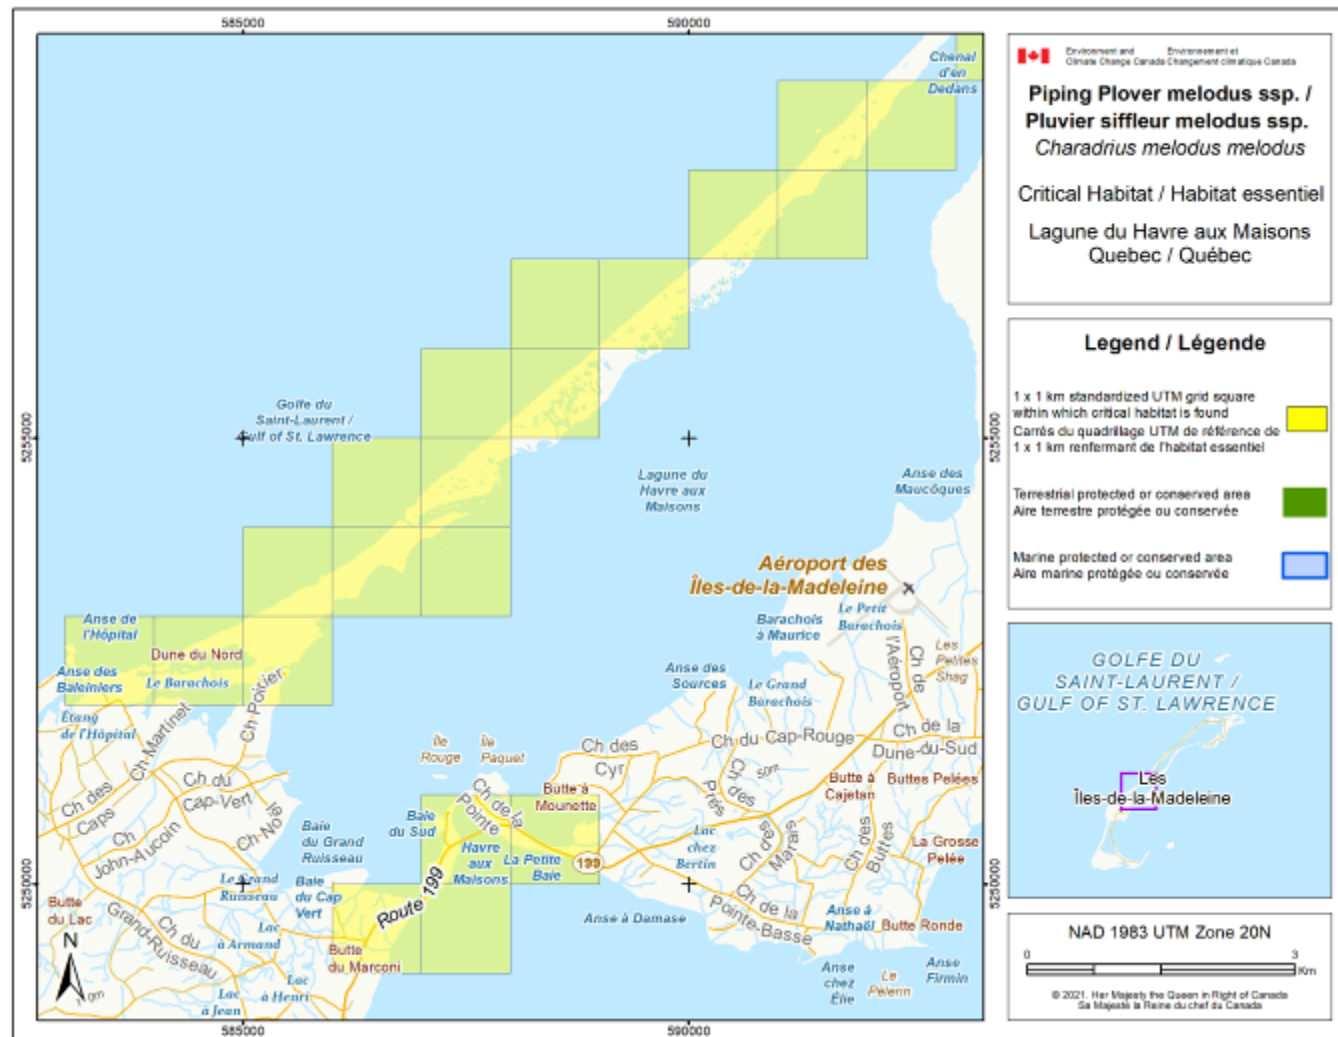 585000
590000
Chenal
d'en
Dedans
Golfe du
Saint-Laurent /
Gulf of St. Lawrence
5255000
5255000
Lagune du
Havre aux
Maisons
Anse des
Maucôques
Aéroport des
Îles-de-la-Madeleine
Le Petit
Barachois
Barachois
à Maurice
Ch de
l'Aéroport
Les
Petites
Shag
Anse de
l'Hôpital
Dune du Nord
Anse des
Baleiniers
Le Barachois
Étang
de l'Hôpital
Ch Martinet
Ch Poitier
Anse des
Sources
Le Grand
Barachois
Île
Rouge
Île
Paquet
Ch des
Cyr
Ch du Cap-Rouge
Ch de la
Dune-du-Sud
50m
Ch des
Prés
Butte à
Cajetan
Buttes Pelées
Ch du
Cap-Vert
Ch des
Caps
Ch
John-Aucoin
Ch Noël
Butte à
Mounette
Ch de la
Pointe
Baie
du Sud
Baie
du Grand
Ruisseau
Havre
aux
Maisons
La Petite
Baie
199
Lac
chez
Bertin
Ch des
Marais
Ch des
Buttes
La Grosse
Pelée
5250000
5250000
Le Grand
Ruisseau
Baie
du Cap
Vert
Route 199
Butte
du Lac
Ch du
Grand-Ruisseau
Lac
à Armand
Butte
du Marconi
Anse à Damase
Ch de la
Pointe-Basse
Anse à
Nathaël
Butte Ronde
N
Lac
à Henri
Lac
à Jean
Anse
chez
Élie
Le
Pèlerin
Anse
Firmin
585000
590000
Environment and
Climate Change Canada
Environnement et
Changement climatique Canada
Piping Plover melodus ssp. /
Pluvier siffleur melodus ssp.
Charadrius melodus melodus
Critical Habitat / Habitat essentiel
Lagune du Havre aux Maisons
Quebec / Québec
Legend / Légende
1 x 1 km standardized UTM grid square
within which critical habitat is found
Carrés du quadrillage UTM de référence de
1 x 1 km renfermant de l'habitat essentiel
Terrestrial protected or conserved area
Aire terrestre protégée ou conservée
Marine protected or conserved area
Aire marine protégée ou conservée
GOLFE DU
SAINT-LAURENT /
GULF OF ST. LAWRENCE
Les
Îles-de-la-Madeleine
NAD 1983 UTM Zone 20N
0
3
Km
© 2021. Her Majesty the Queen in Right of Canada
Sa Majesté la Reine du chef du Canada